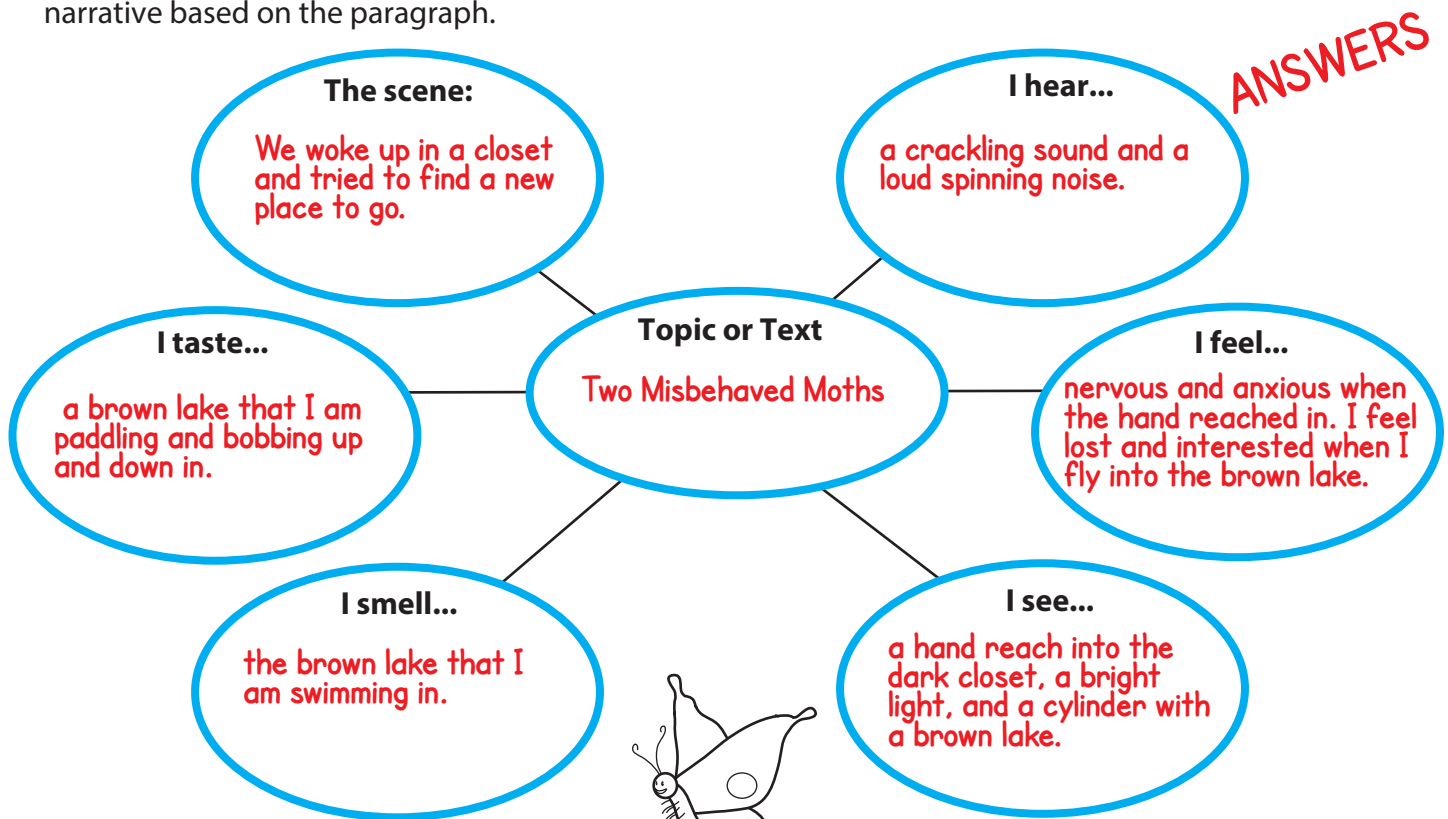 narrative based on the paragraph.
ANSWERS
The scene:
We woke up in a closet
and tried to find a new
place to go.
I hear...
a crackling sound and a
loud spinning noise.
I taste...
a brown lake that I am
paddling and bobbing up
and down in.
Topic or Text
Two Misbehaved Moths
I feel...
nervous and anxious when
the hand reached in. I feel
lost and interested when I
fly into the brown lake.
I smell...
the brown lake that I
am swimming in.
I see...
a hand reach into the
dark closet, a bright
light, and a cylinder with
a brown lake.